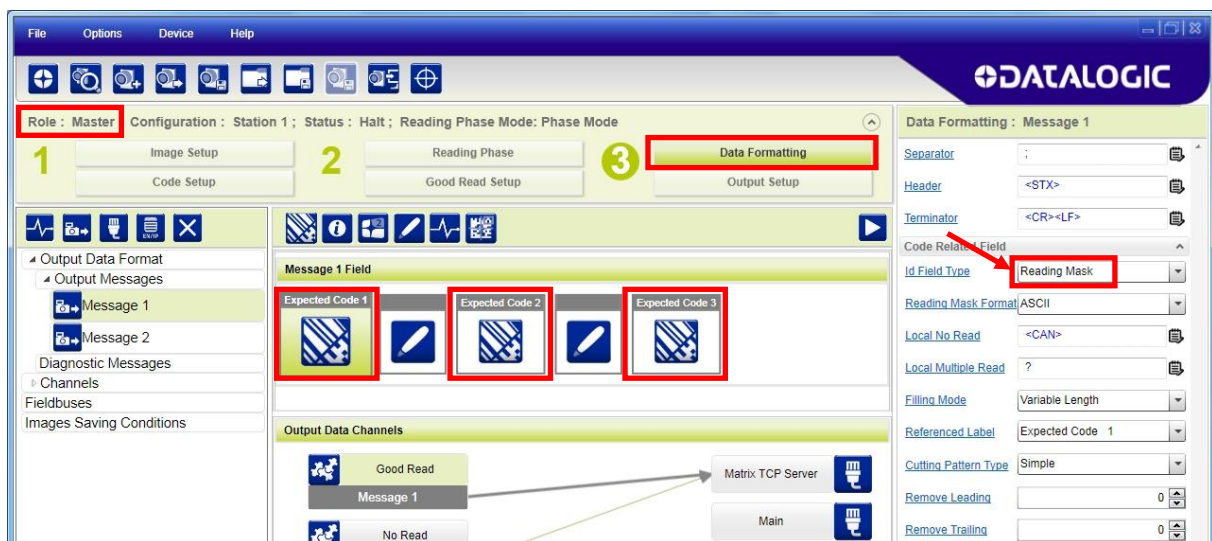 File Options Device Help
DATALOGIC
Role : Master Configuration : Station 1 ; Status : Halt ; Reading Phase Mode: Phase Mode
1
Image Setup
Code Setup
2
Reading Phase
Good Read Setup
3
Data Formatting
Output Setup
Output Data Format
Output Messages
Message 1
Message 2
Diagnostic Messages
Channels
Fieldbuses
Images Saving Conditions
Message 1 Field
Expected Code 1
Expected Code 2
Expected Code 3
Output Data Channels
Good Read
Message 1
No Read
Matrix TCP Server
Main
Data Formatting : Message 1
Separator ;
Header <STX>
Terminator <CR><LF>
Code Related Field
Id Field Type Reading Mask
Reading Mask Format ASCII
Local No Read <CAN>
Local Multiple Read ?
Filling Mode Variable Length
Referenced Label Expected Code 1
Cutting Pattern Type Simple
Remove Leading 0
Remove Trailing 0